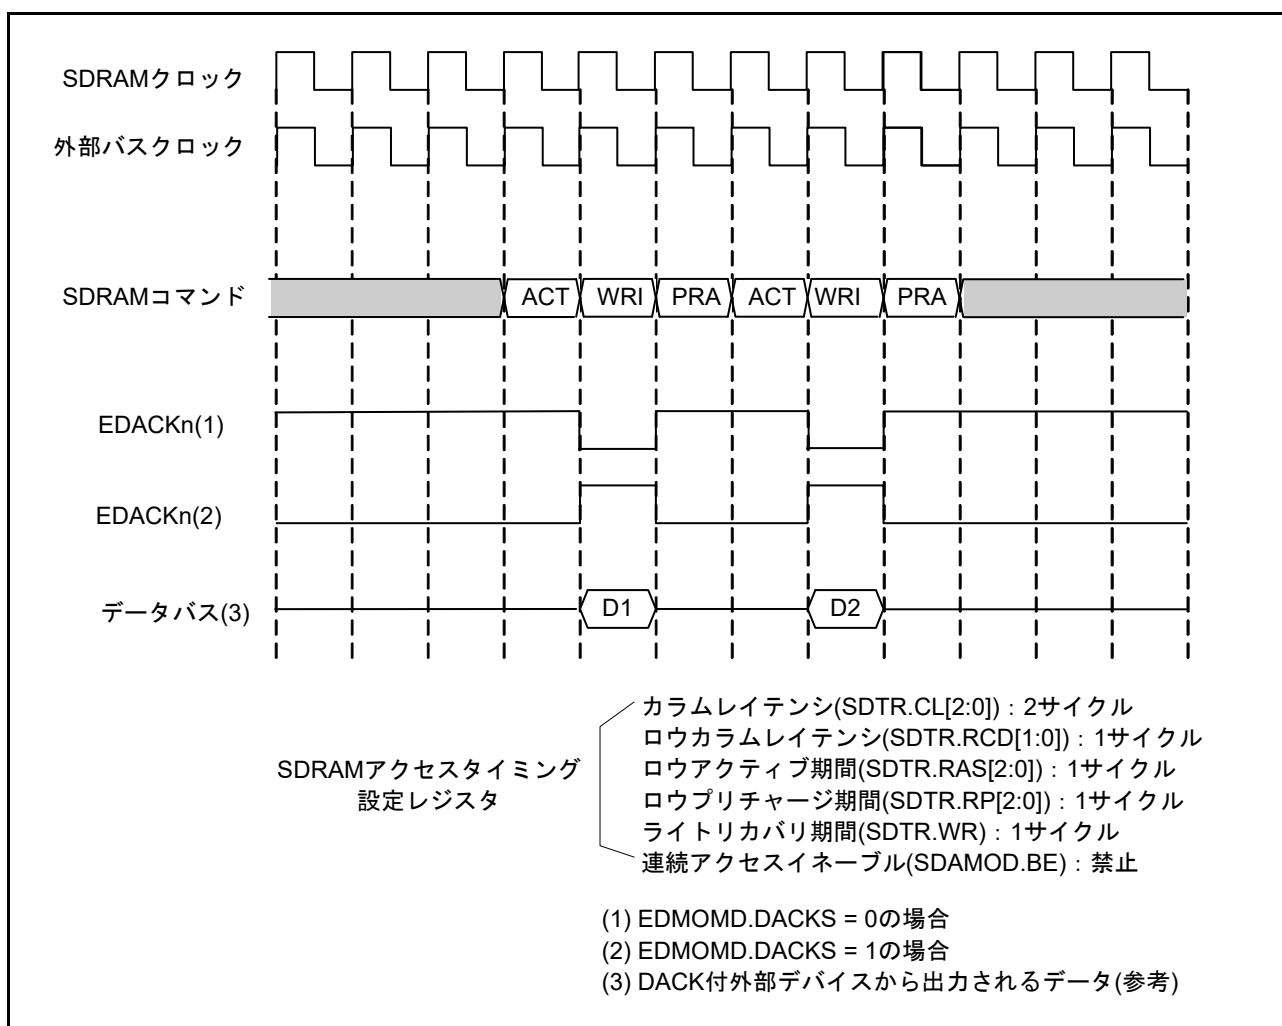 SDRAMクロック
外部バスクロック
SDRAMコマンド
ACT WRI PRA ACT WRI PRA
EDACKn(1)
EDACKn(2)
データバス(3)
D1 D2
SDRAMアクセスタイミング
設定レジスタ
カラムレイテンシ(SDTR.CL[2:0])：2サイクル
ロウカラムレイテンシ(SDTR.RCD[1:0])：1サイクル
ロウアクティブ期間(SDTR.RAS[2:0])：1サイクル
ロウプリチャージ期間(SDTR.RP[2:0])：1サイクル
ライトリカバリ期間(SDTR.WR)：1サイクル
連続アクセスイネーブル(SDAMOD.BE)：禁止
(1) EDMOMD.DACKS = 0の場合
(2) EDMOMD.DACKS = 1の場合
(3) DACK付外部デバイスから出力されるデータ(参考)